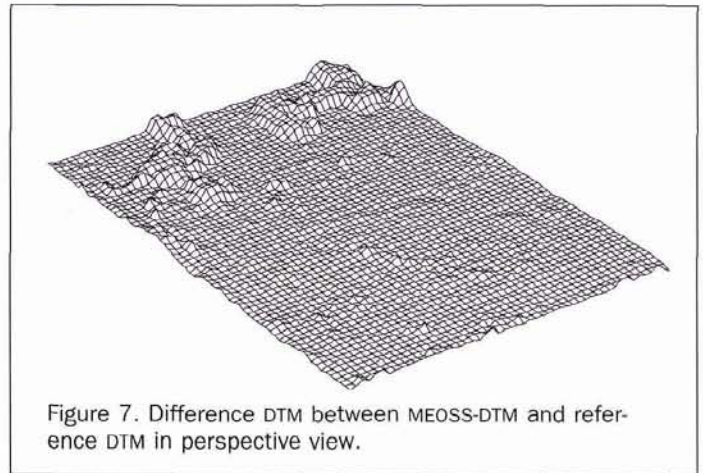 Figure 7. Difference DTM between MEOSS-DTM and refer-
ence DTM in perspective view.